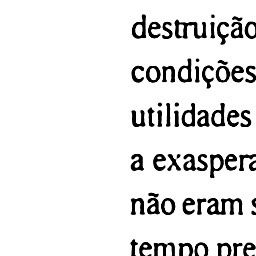 destruição
condições
utilidades
a exaspera
não eram s
tempo pre